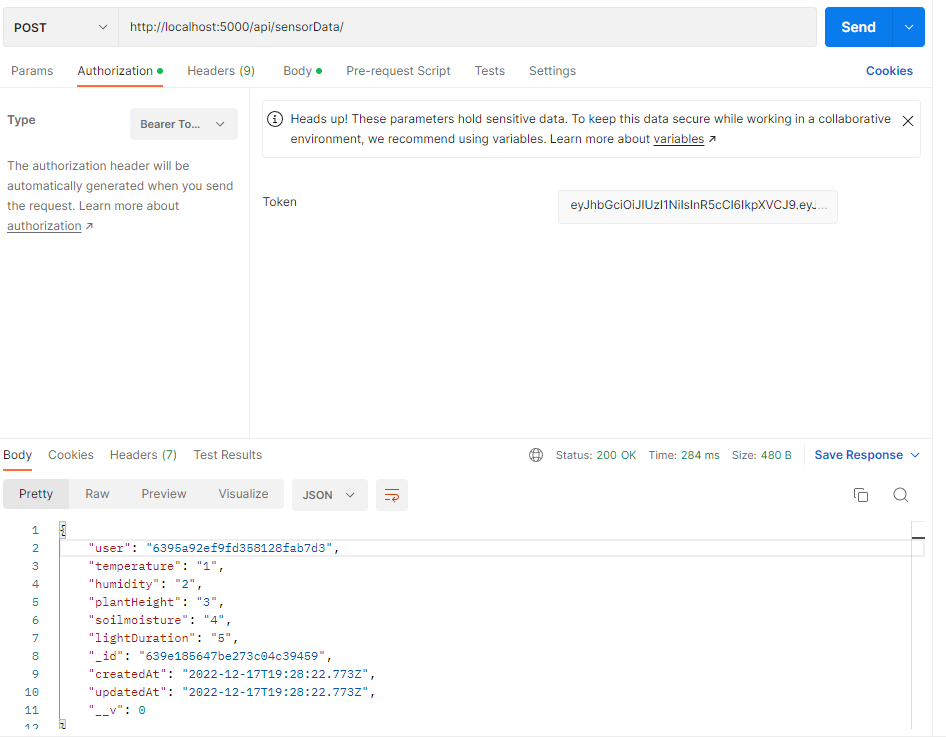 POST http://localhost:5000/api/sensorData/ Send
Params Authorization Headers (9) Body Pre-request Script Tests Settings Cookies
Type Bearer To...
The authorization header will be
automatically generated when you send
the request. Learn more about
authorization ↗
Heads up! These parameters hold sensitive data. To keep this data secure while working in a collaborative
environment, we recommend using variables. Learn more about variables ↗
Token eyJhbGciOiJIUzI1NiIsInR5cCI6IkpXVCJ9.eyJ...
Body Cookies Headers (7) Test Results Status: 200 OK Time: 284 ms Size: 480 B Save Response
Pretty Raw Preview Visualize JSON
1 {
2 "user": "6395a92ef9fd358128fab7d3",
3 "temperature": "1",
4 "humidity": "2",
5 "plantHeight": "3",
6 "soilmoisture": "4",
7 "lightDuration": "5",
8 "_id": "639e185647be273c04c39459",
9 "createdAt": "2022-12-17T19:28:22.773Z",
10 "updatedAt": "2022-12-17T19:28:22.773Z",
11 "__v": 0
12 }